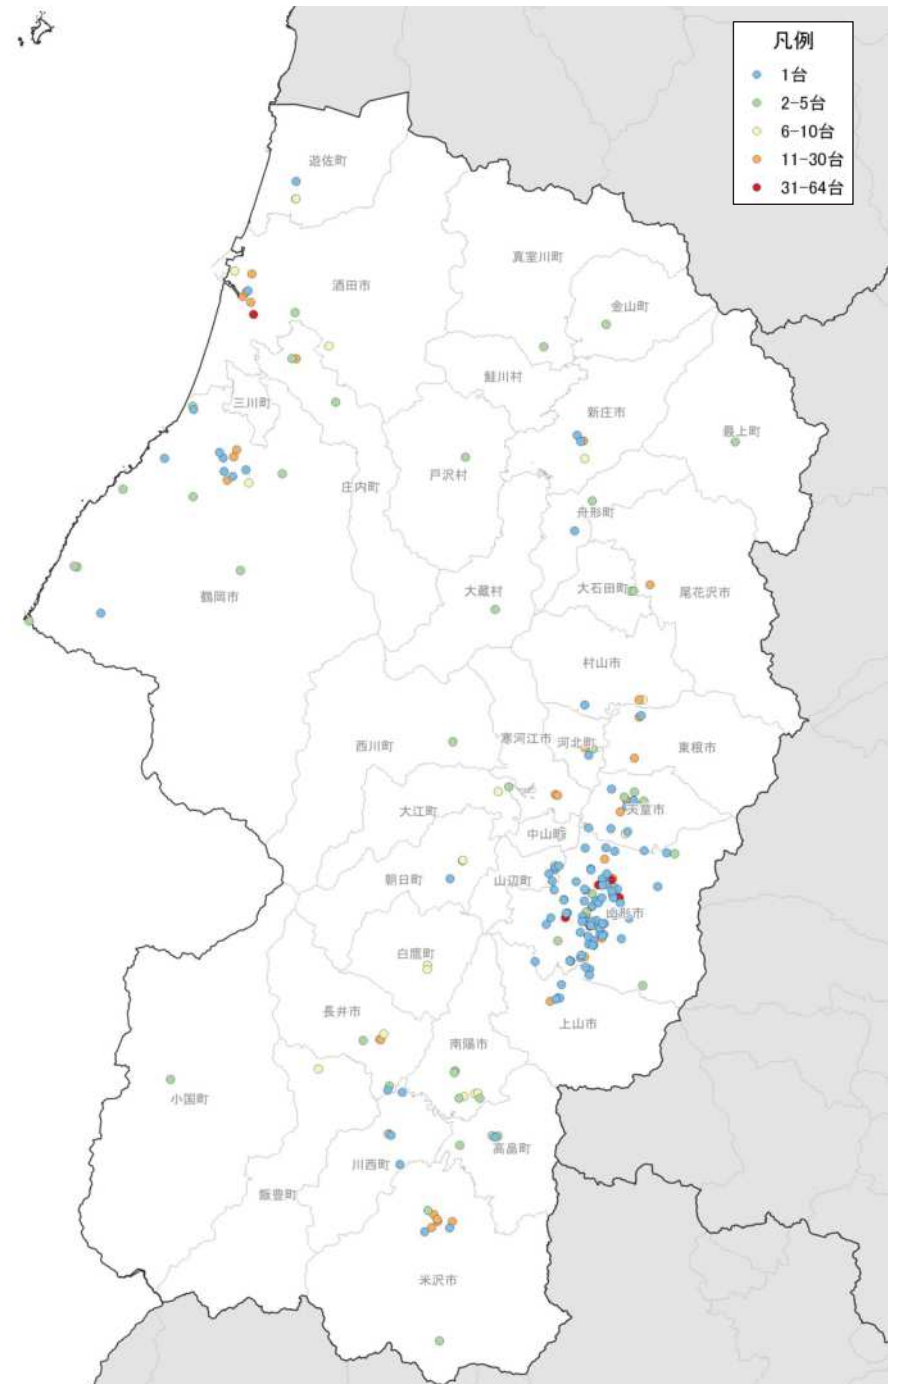 凡例
1台
2-5台
6-10台
11-30台
31-64台
遊佐町
真室川町
酒田市
金山町
鮭川村
三川町
新庄市
最上町
戸沢村
庄内町
舟形町
鶴岡市
大蔵村
大石田町
尾花沢市
村山市
西川町
寒河江市
河北町
東根市
大江町
天童市
中山町
朝日町
山辺町
山形市
白鷹町
長井市
上山市
南陽市
小国町
高畠町
川西町
飯豊町
米沢市